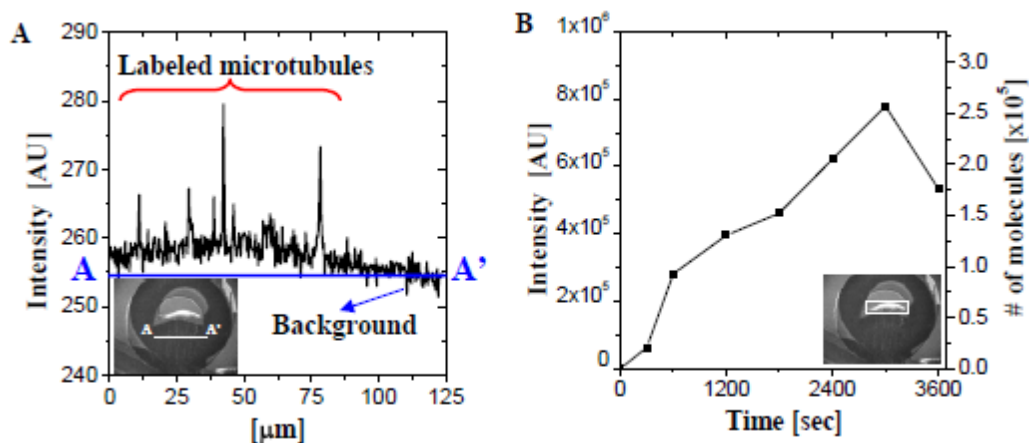 A
290
280
270
260
250
240
Intensity [AU]
Labeled microtubules
A
A'
Background
A
A'
0
25
50
75
100
125
[μm]
B
1x10⁶
8x10⁵
6x10⁵
4x10⁵
2x10⁵
0
Intensity [AU]
3.0
2.5
2.0
1.5
1.0
0.5
0.0
# of molecules [x10⁵]
0
1200
2400
3600
Time [sec]